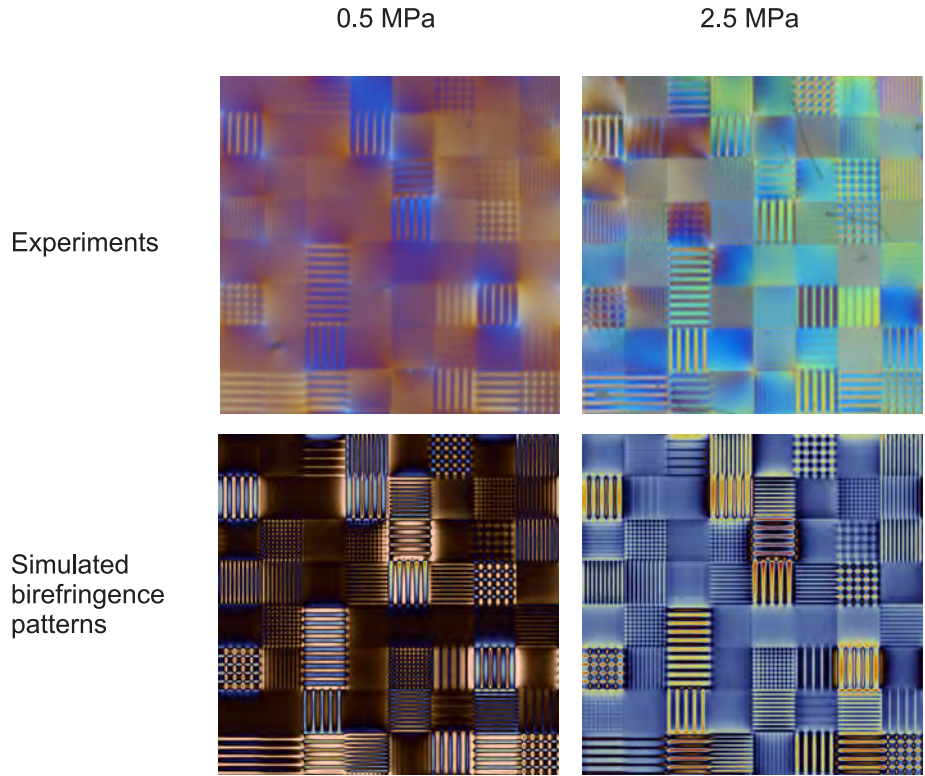 0.5 MPa
2.5 MPa
Experiments
Simulated
birefringence
patterns